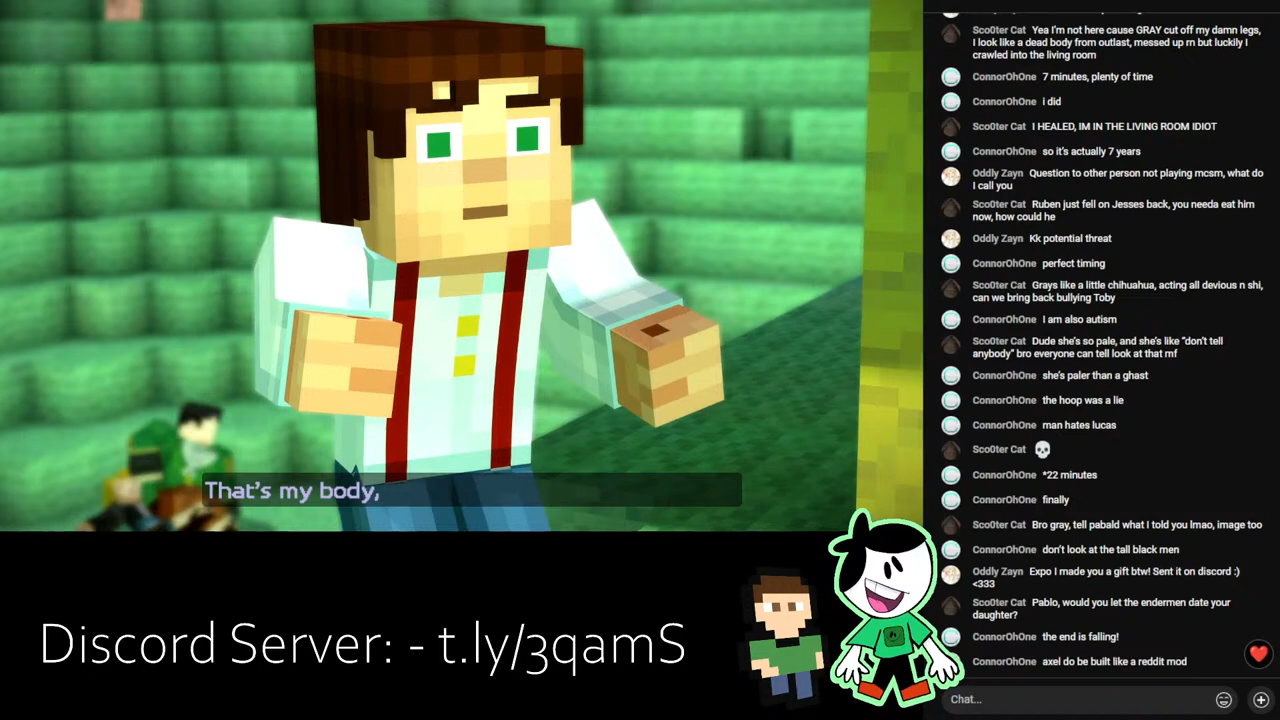 Sco0ter Cat Yea I'm not here cause GRAY cut off my damn legs,
I look like a dead body from outlast, messed up rn but luckily I
crawled into the living room
ConnorOhOne 7 minutes, plenty of time
ConnorOhOne i did
Sco0ter Cat I HEALED, IM IN THE LIVING ROOM IDIOT
ConnorOhOne so it's actually 7 years
Oddly Zayn Question to other person not playing mcsm, what do
I call you
Sco0ter Cat Ruben just fell on Jesses back, you needa eat him
now, how could he
Oddly Zayn Kk potential threat
ConnorOhOne perfect timing
Sco0ter Cat Grays like a little chihuahua, acting all devious n shi,
can we bring back bullying Toby
ConnorOhOne I am also autism
Sco0ter Cat Dude she's so pale, and she's like "don't tell
anybody" bro everyone can tell look at that mf
ConnorOhOne she's paler than a ghast
ConnorOhOne the hoop was a lie
ConnorOhOne man hates lucas
Sco0ter Cat 💀
ConnorOhOne *22 minutes
ConnorOhOne finally
Sco0ter Cat Bro gray, tell pabald what I told you lmao, image too
ConnorOhOne don't look at the tall black men
Oddly Zayn Expo I made you a gift btw! Sent it on discord :)
<333
Sco0ter Cat Pablo, would you let the endermen date your
daughter?
ConnorOhOne the end is falling!
ConnorOhOne axel do be built like a reddit mod
Chat...
That's my body,
Discord Server: - t.ly/3qamS